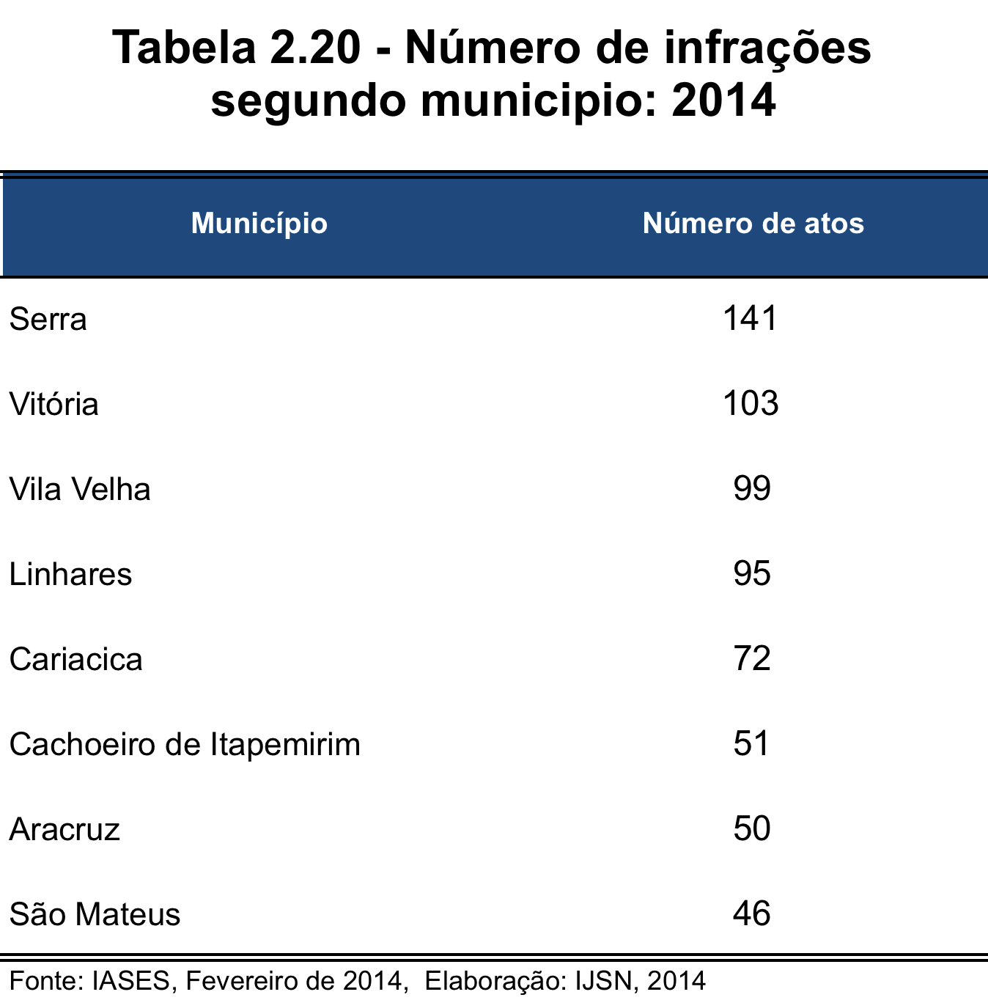 Tabela 2.20 - Número de infrações
segundo municipio: 2014
Município Número de atos
Serra 141
Vitória 103
Vila Velha 99
Linhares 95
Cariacica 72
Cachoeiro de Itapemirim 51
Aracruz 50
São Mateus 46
Fonte: IASES, Fevereiro de 2014,  Elaboração: IJSN, 2014